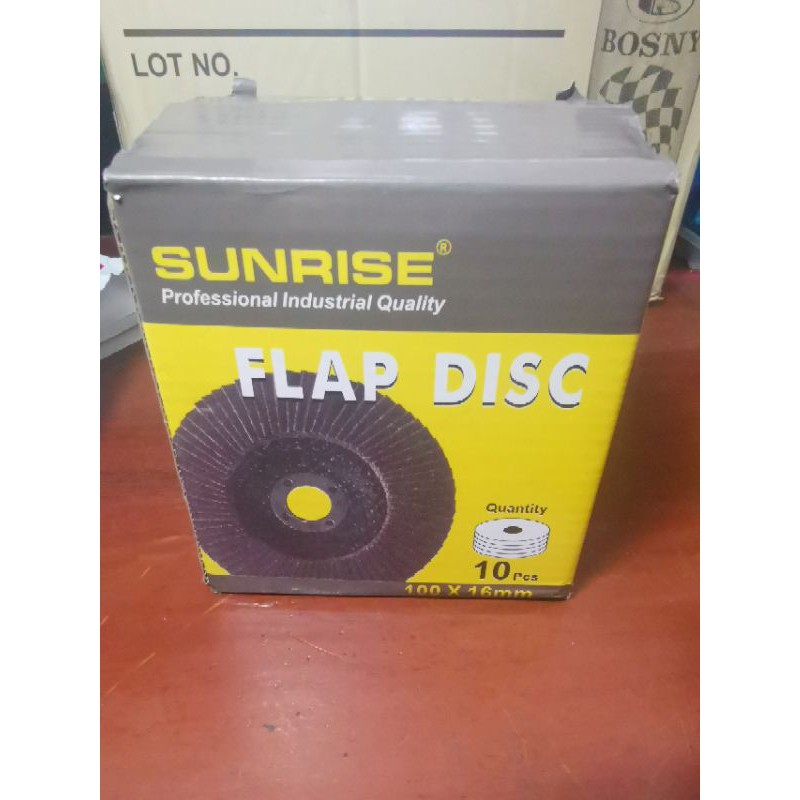 LOT NO.
BOSNY
SUNRISE®
Professional Industrial Quality
FLAP DISC
Quantity
10 Pcs
100 X 16mm